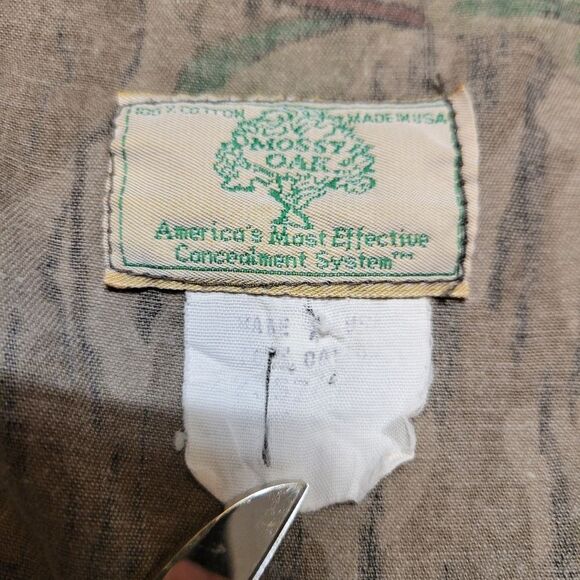 100% COTTON MADE IN USA
MOSSY
OAK
America's Most Effective
Concealment System™